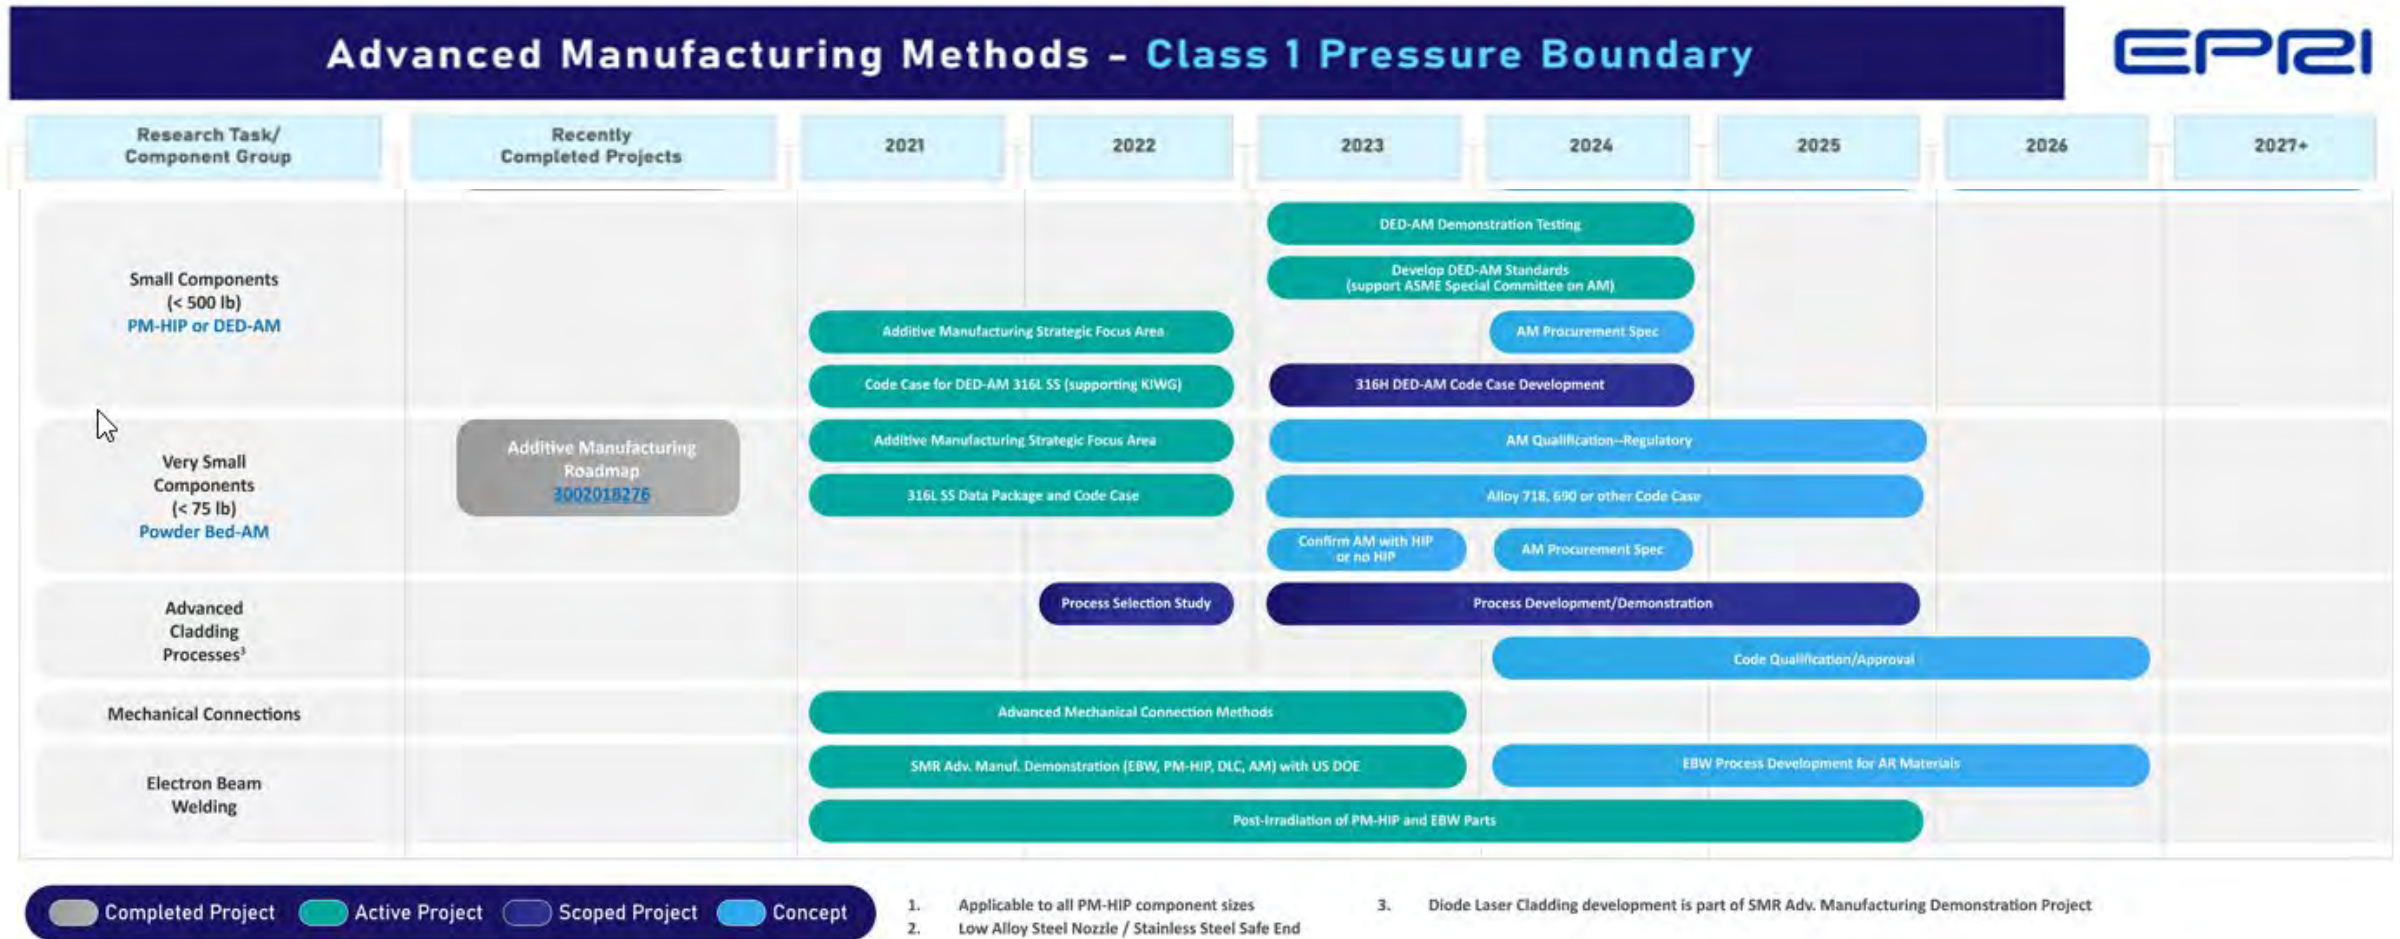 Advanced Manufacturing Methods – Class 1 Pressure Boundary
EPRI
Research Task/
Component Group
Recently
Completed Projects
2021
2022
2023
2024
2025
2026
2027+
Small Components
(< 500 lb)
PM-HIP or DED-AM
DED-AM Demonstration Testing
Develop DED-AM Standards
(support ASME Special Committee on AM)
Additive Manufacturing Strategic Focus Area
AM Procurement Spec
Code Case for DED-AM 316L SS (supporting KIWG)
316H DED-AM Code Case Development
Very Small
Components
(< 75 lb)
Powder Bed-AM
Additive Manufacturing
Roadmap
3002018276
Additive Manufacturing Strategic Focus Area
AM Qualification--Regulatory
316L SS Data Package and Code Case
Alloy 718, 690 or other Code Case
Confirm AM with HIP
or no HIP
AM Procurement Spec
Advanced
Cladding
Processes³
Process Selection Study
Process Development/Demonstration
Code Qualification/Approval
Mechanical Connections
Advanced Mechanical Connection Methods
Electron Beam
Welding
SMR Adv. Manuf. Demonstration (EBW, PM-HIP, DLC, AM) with US DOE
EBW Process Development for AR Materials
Post-Irradiation of PM-HIP and EBW Parts
Completed Project
Active Project
Scoped Project
Concept
1. Applicable to all PM-HIP component sizes
2. Low Alloy Steel Nozzle / Stainless Steel Safe End
3. Diode Laser Cladding development is part of SMR Adv. Manufacturing Demonstration Project